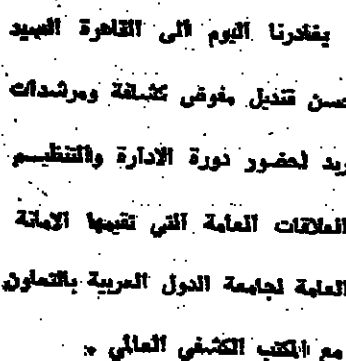 يغادرنا اليوم الى القاهرة السيد
حسن قنديل مفوض كشافة ومرشدات
لحضور دورة الادارة والتنظيم
العلاقات العامة التي تقيمها الامانة
العامة لجامعة الدول العربية بالتعاون
مع المكتب الكشفي العالمي .